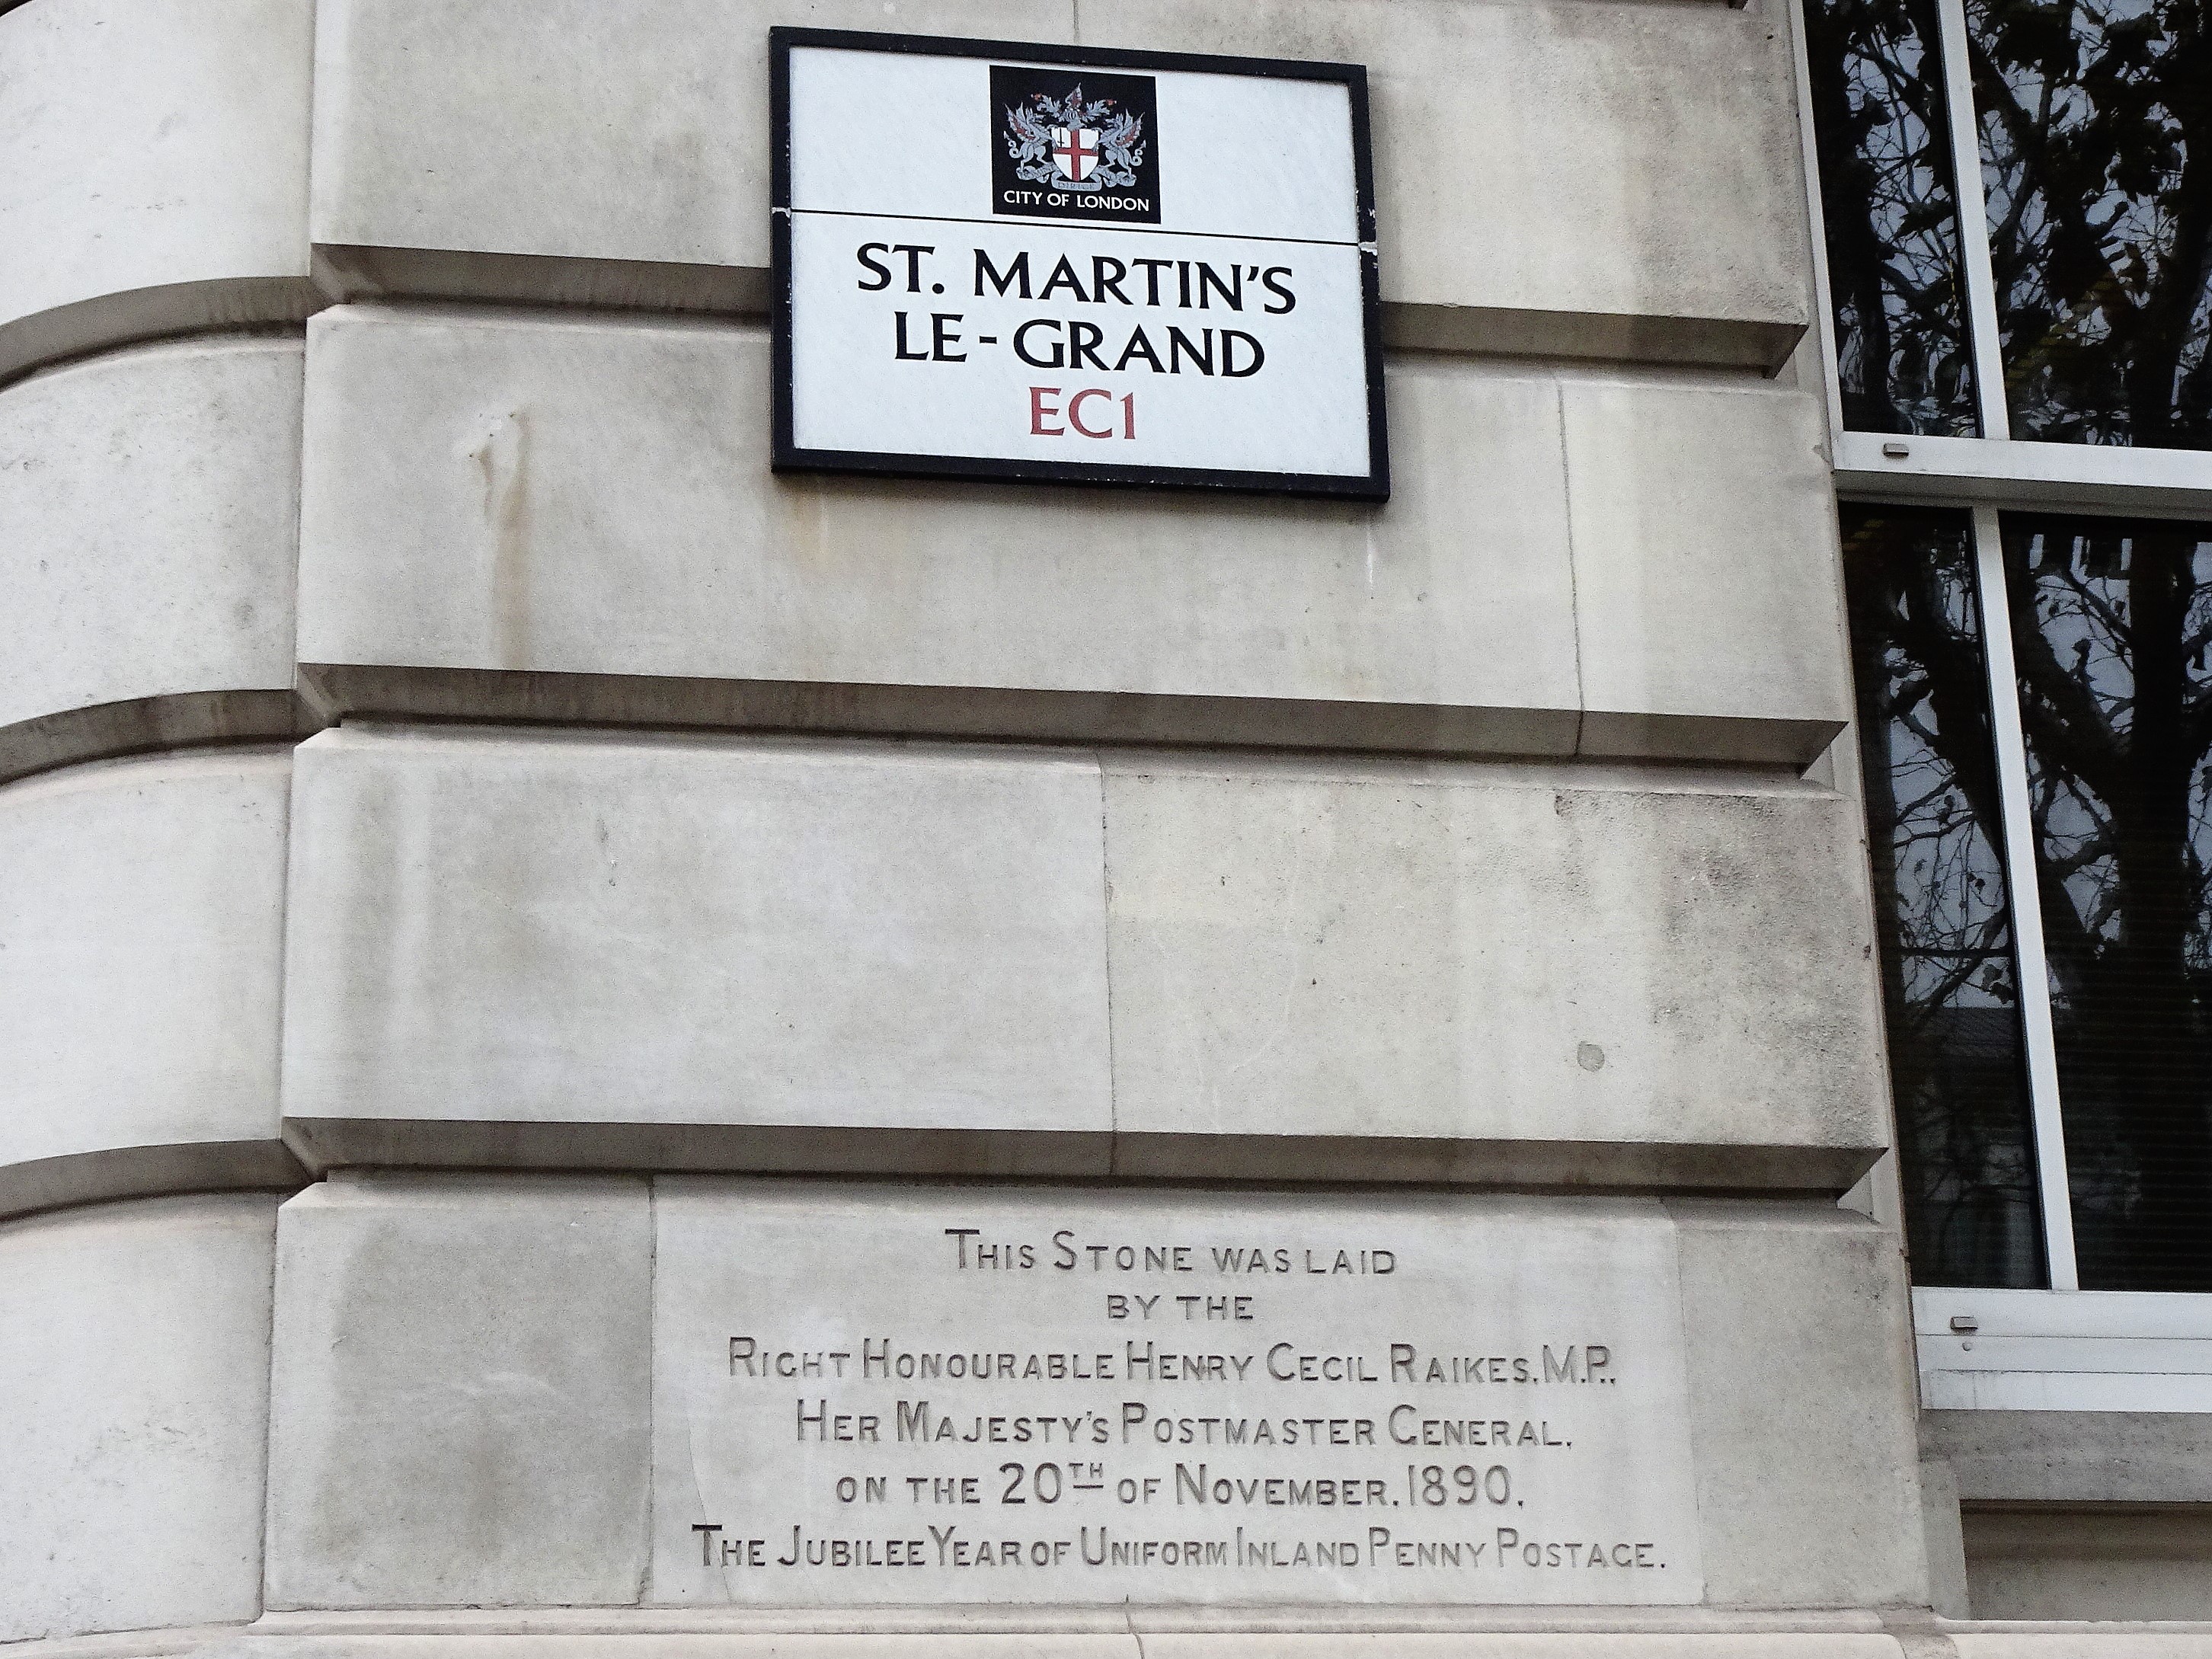 DIRIGE
CITY OF LONDON
ST. MARTIN'S
LE-GRAND
EC1
THIS STONE WAS LAID
BY THE
RIGHT HONOURABLE HENRY CECIL RAIKES. M.P.,
HER MAJESTY'S POSTMASTER GENERAL,
ON THE 20TH OF NOVEMBER. 1890,
THE JUBILEE YEAR OF UNIFORM INLAND PENNY POSTAGE.